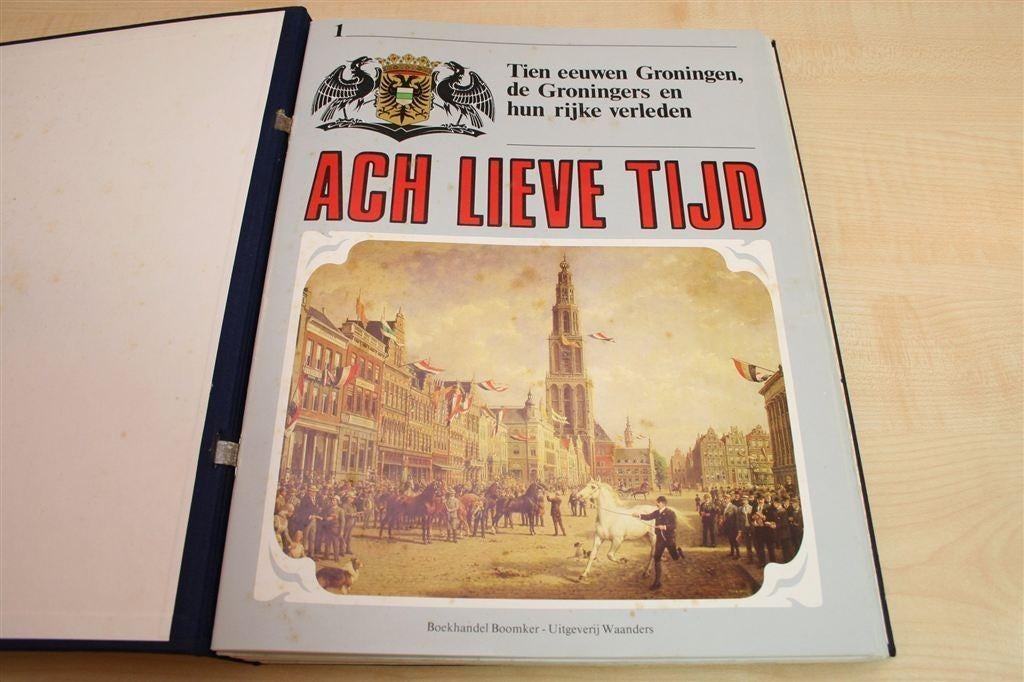 1
Tien eeuwen Groningen,
de Groningers en
hun rijke verleden
ACH LIEVE TIJD
Boekhandel Boomker - Uitgeverij Waanders